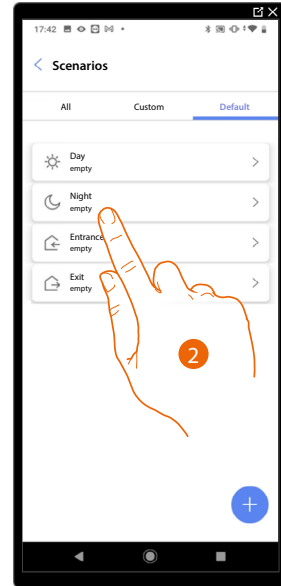 17:42
Scenarios
All Custom Default
Day
empty
Night
empty
Entrance
empty
Exit
empty
2